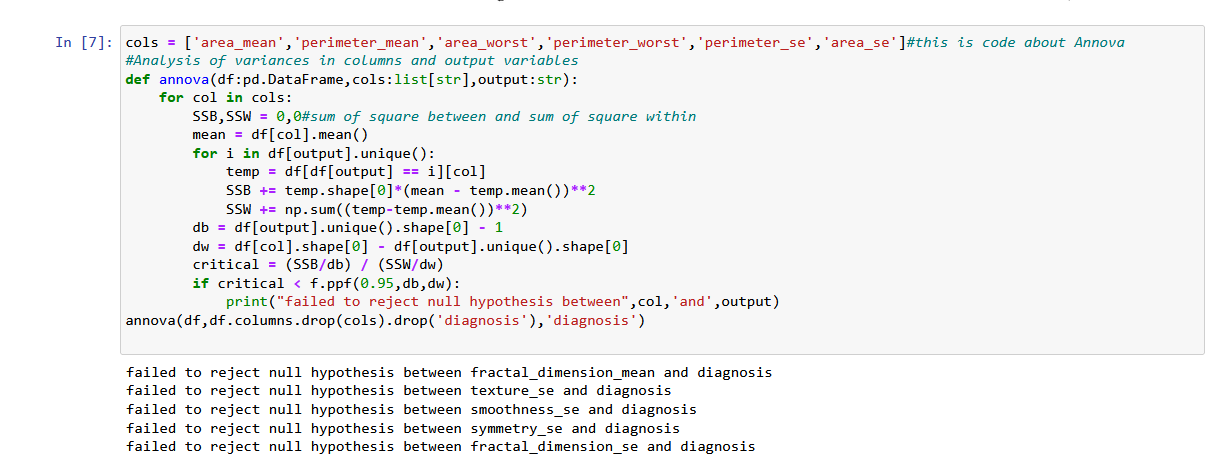 In [7]: cols = ['area_mean','perimeter_mean','area_worst','perimeter_worst','perimeter_se','area_se']#this is code about Annova
#Analysis of variances in columns and output variables
def annova(df:pd.DataFrame,cols:list[str],output:str):
    for col in cols:
        SSB,SSW = 0,0#sum of square between and sum of square within
        mean = df[col].mean()
        for i in df[output].unique():
            temp = df[df[output] == i][col]
            SSB += temp.shape[0]*(mean - temp.mean())**2
            SSW += np.sum((temp-temp.mean())**2)
        db = df[output].unique().shape[0] - 1
        dw = df[col].shape[0] - df[output].unique().shape[0]
        critical = (SSB/db) / (SSW/dw)
        if critical < f.ppf(0.95,db,dw):
            print("failed to reject null hypothesis between",col,'and',output)
annova(df,df.columns.drop(cols).drop('diagnosis'),'diagnosis')
failed to reject null hypothesis between fractal_dimension_mean and diagnosis
failed to reject null hypothesis between texture_se and diagnosis
failed to reject null hypothesis between smoothness_se and diagnosis
failed to reject null hypothesis between symmetry_se and diagnosis
failed to reject null hypothesis between fractal_dimension_se and diagnosis